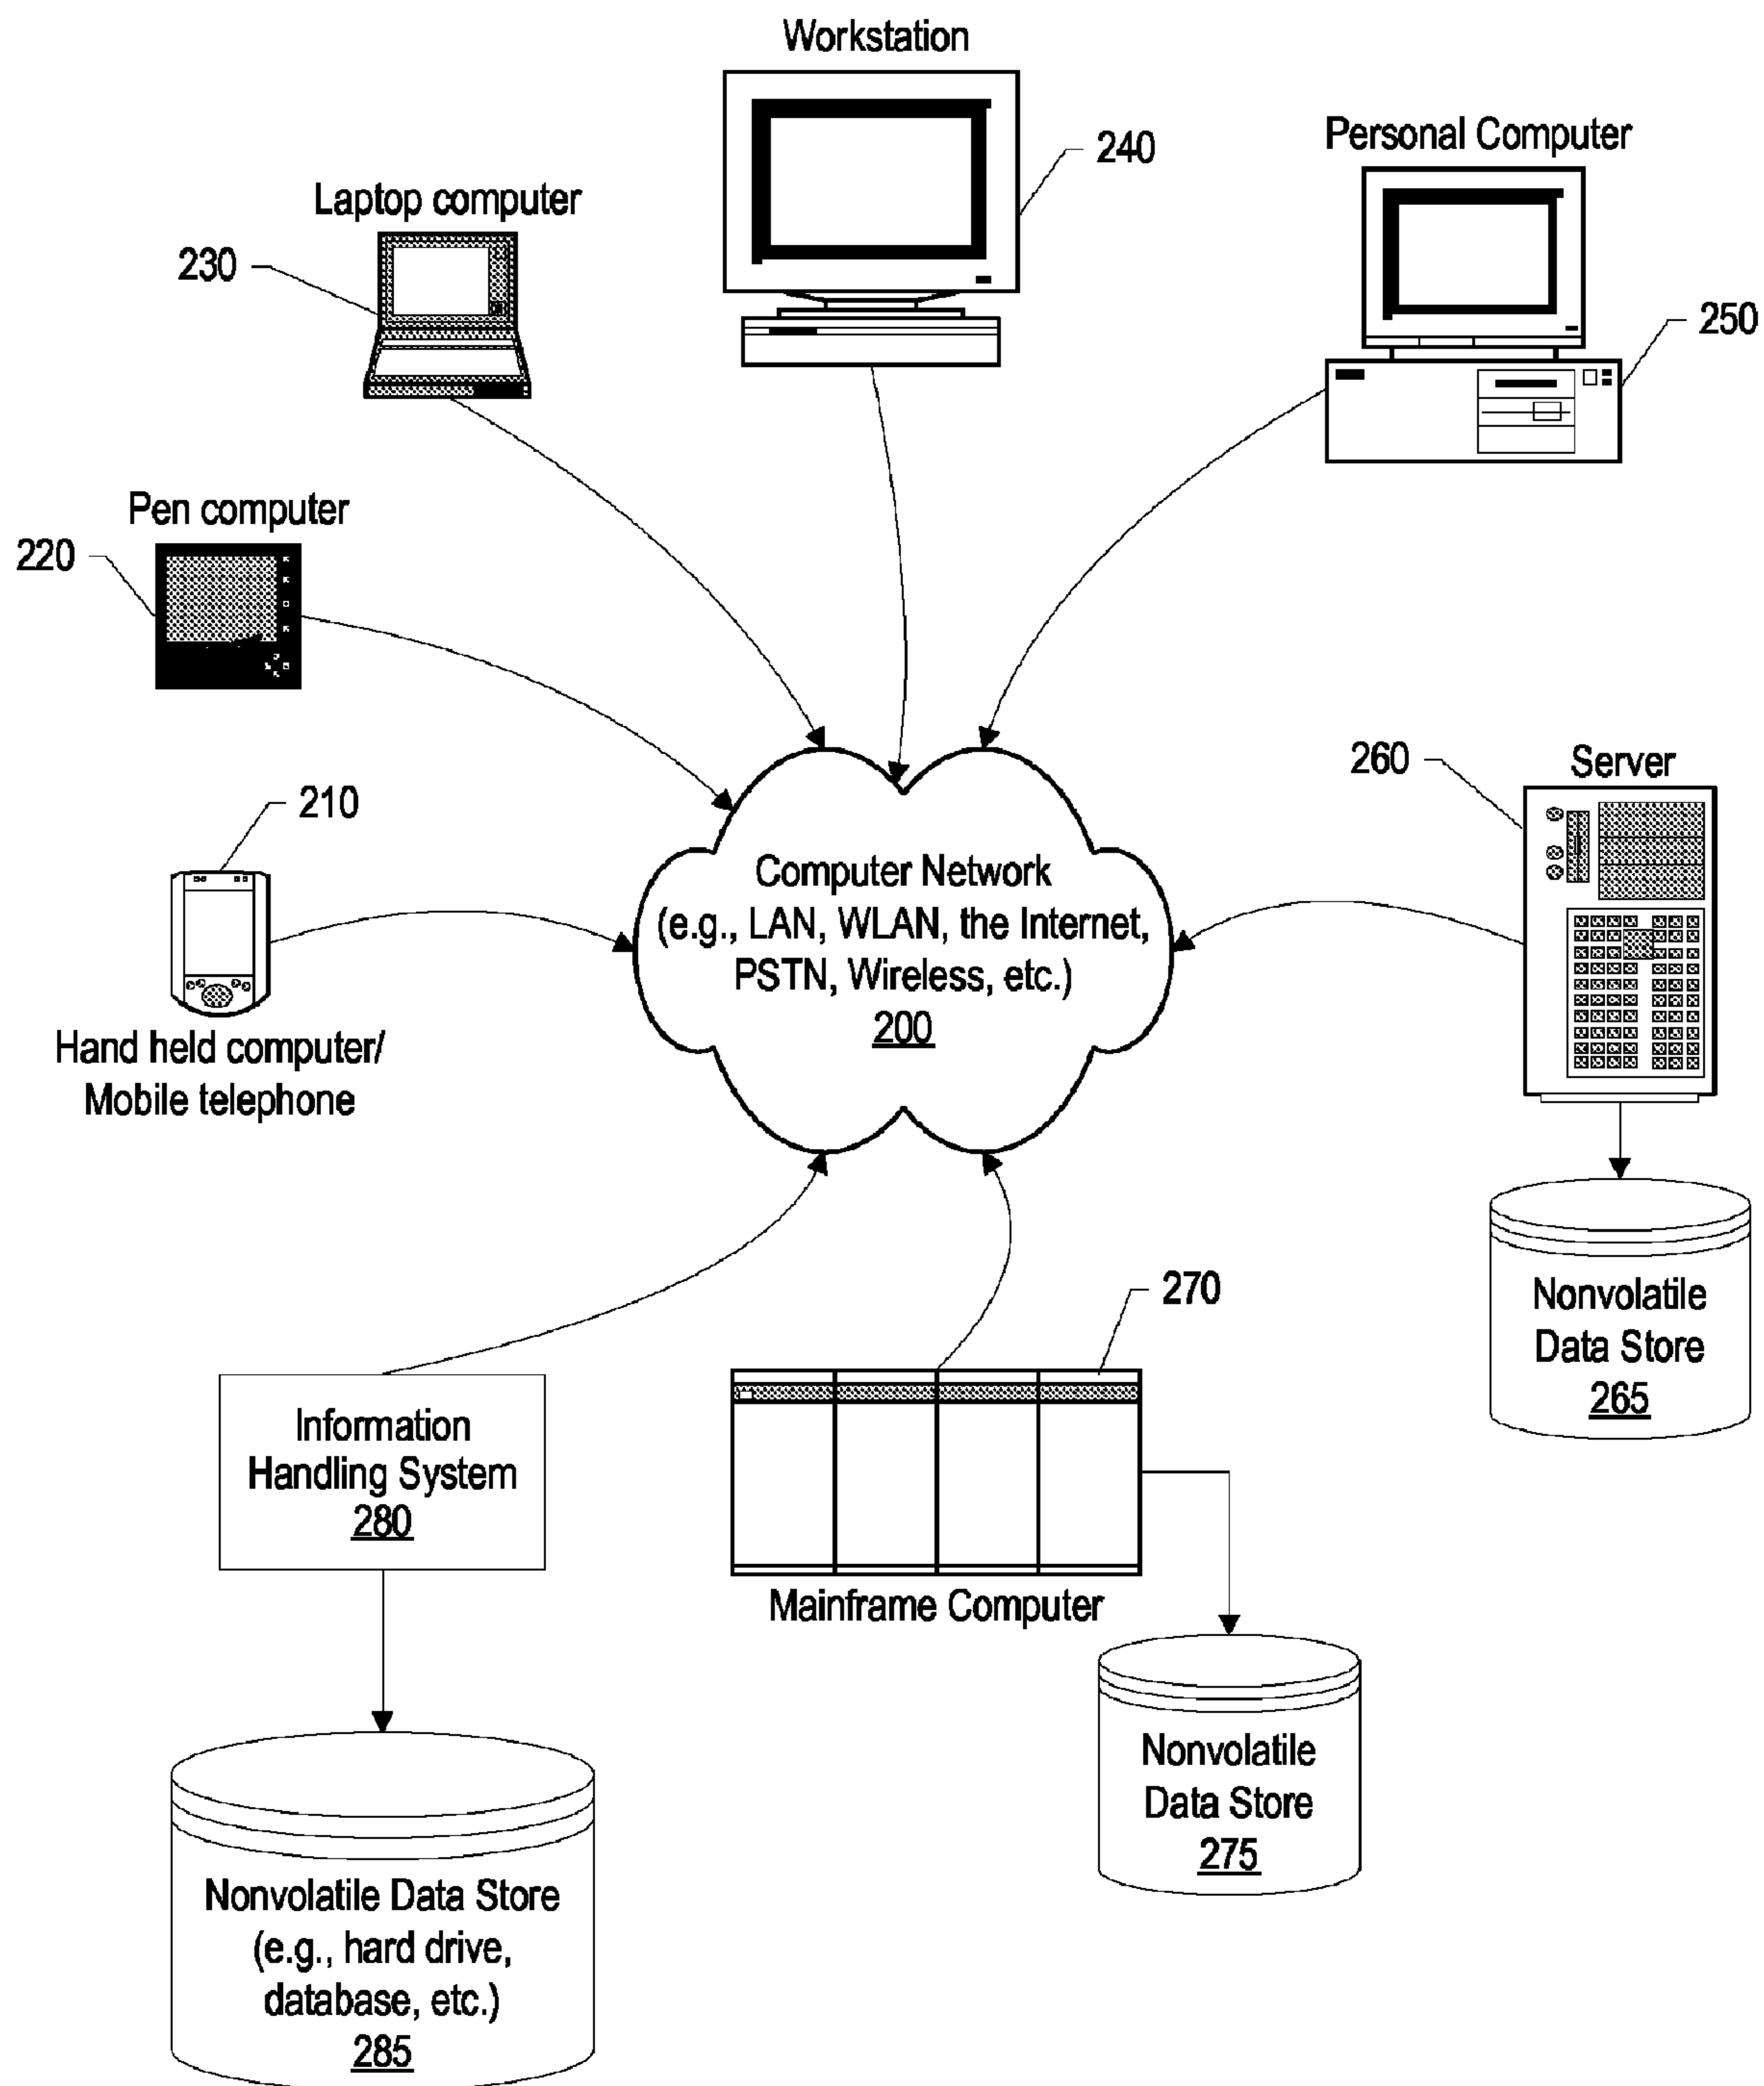 Workstation
240
Personal Computer
250
Laptop computer
230
Pen computer
220
210
Hand held computer/
Mobile telephone
Computer Network
(e.g., LAN, WLAN, the Internet,
PSTN, Wireless, etc.)
200
260
Server
Nonvolatile
Data Store
265
270
Mainframe Computer
Nonvolatile
Data Store
275
Information
Handling System
280
Nonvolatile Data Store
(e.g., hard drive,
database, etc.)
285